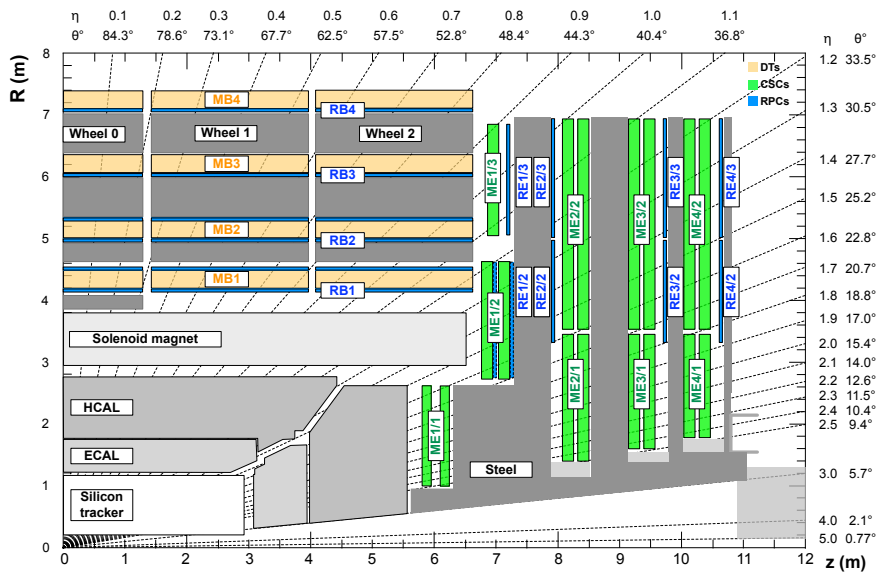 η 0.1 0.2 0.3 0.4 0.5 0.6 0.7 0.8 0.9 1.0 1.1
θ° 84.3° 78.6° 73.1° 67.7° 62.5° 57.5° 52.8° 48.4° 44.3° 40.4° 36.8° η θ°
R (m)
8
7
6
5
4
3
2
1
0
1.2 33.5°
1.3 30.5°
1.4 27.7°
1.5 25.2°
1.6 22.8°
1.7 20.7°
1.8 18.8°
1.9 17.0°
2.0 15.4°
2.1 14.0°
2.2 12.6°
2.3 11.5°
2.4 10.4°
2.5 9.4°
3.0 5.7°
4.0 2.1°
5.0 0.77°
DTs
CSCs
RPCs
MB4
RB4
Wheel 0 Wheel 1 Wheel 2
MB3
RB3
MB2
RB2
MB1
RB1
Solenoid magnet
HCAL
ECAL
Silicon
tracker
Steel
ME1/3
RE1/3
RE2/3
ME2/2
ME3/2
RE3/3
ME4/2
RE4/3
ME1/2
RE1/2
RE2/2
RE3/2
RE4/2
ME1/1
ME2/1
ME3/1
ME4/1
0 1 2 3 4 5 6 7 8 9 10 11 12
z (m)